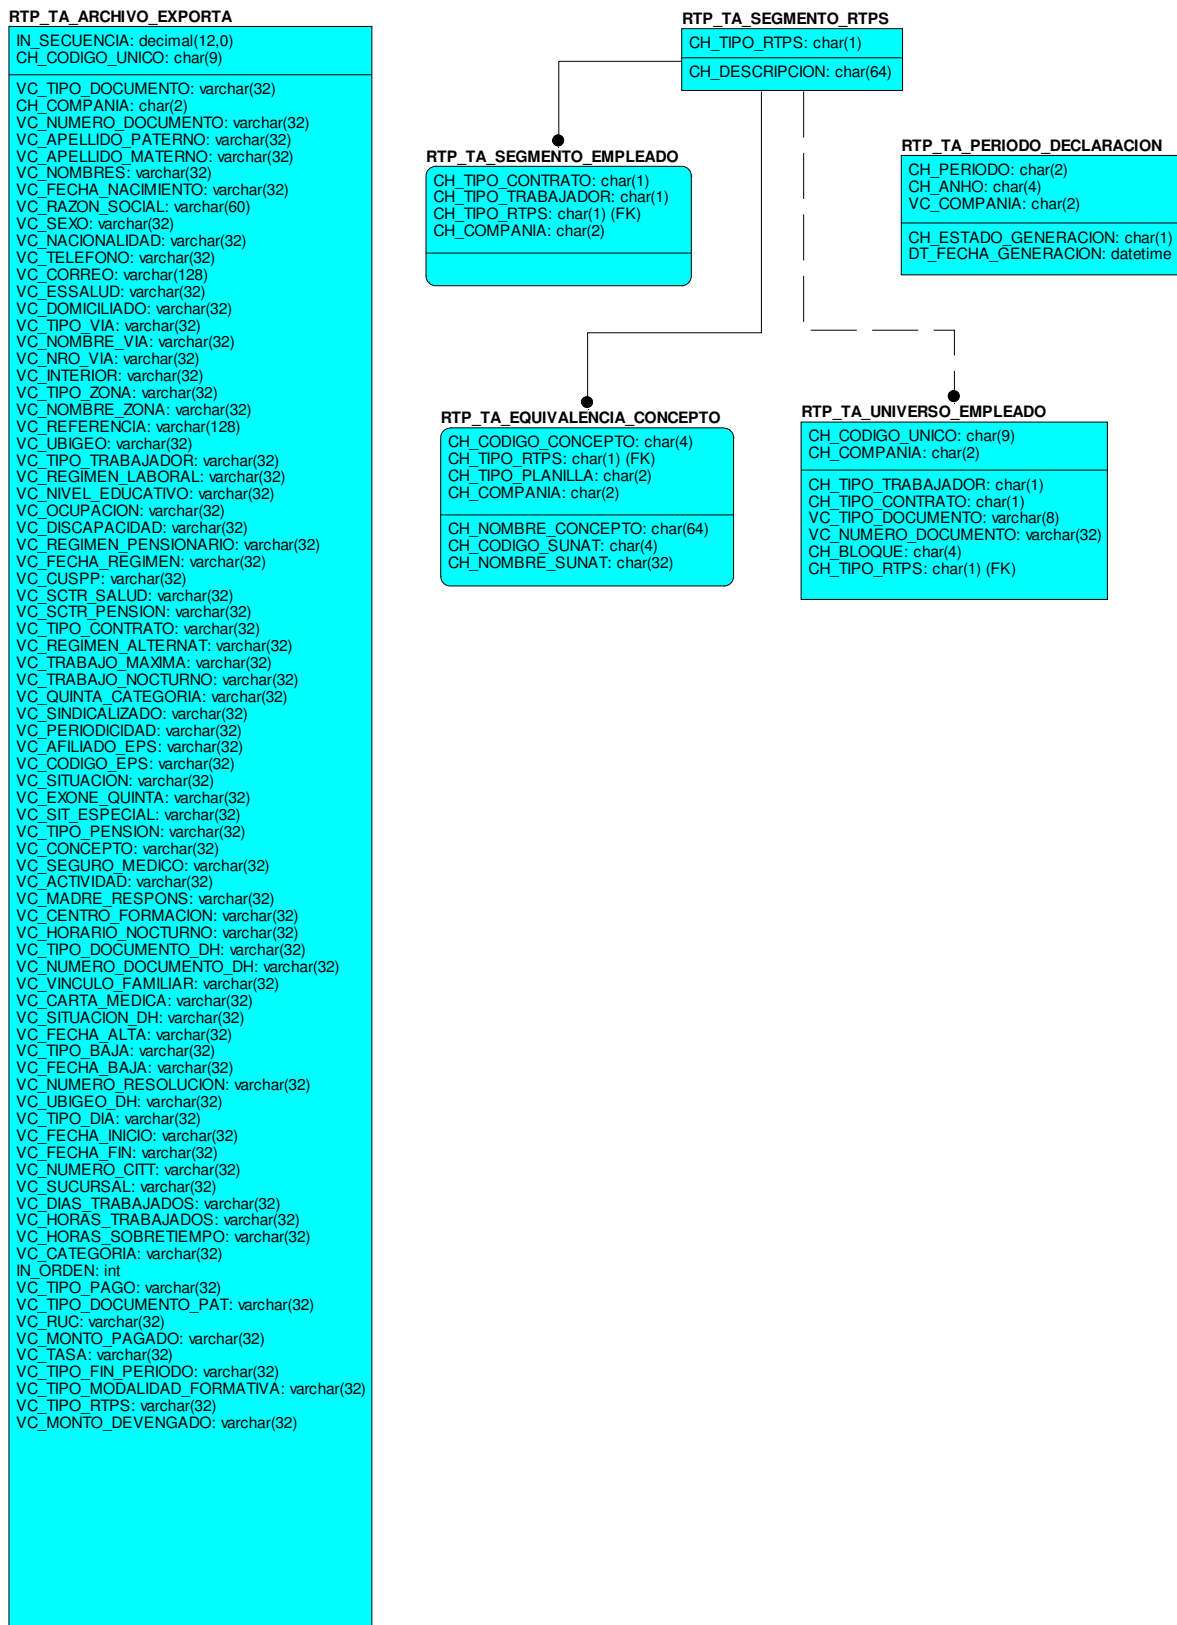 RTP_TA_ARCHIVO_EXPORTA
IN_SECUENCIA: decimal(12,0)
CH_CODIGO_UNICO: char(9)
VC_TIPO_DOCUMENTO: varchar(32)
CH_COMPANIA: char(2)
VC_NUMERO_DOCUMENTO: varchar(32)
VC_APELLIDO_PATERNO: varchar(32)
VC_APELLIDO_MATERNO: varchar(32)
VC_NOMBRES: varchar(32)
VC_FECHA_NACIMIENTO: varchar(32)
VC_RAZON_SOCIAL: varchar(60)
VC_SEXO: varchar(32)
VC_NACIONALIDAD: varchar(32)
VC_TELEFONO: varchar(32)
VC_CORREO: varchar(128)
VC_ESSALUD: varchar(32)
VC_DOMICILIADO: varchar(32)
VC_TIPO_VIA: varchar(32)
VC_NOMBRE_VIA: varchar(32)
VC_NRO_VIA: varchar(32)
VC_INTERIOR: varchar(32)
VC_TIPO_ZONA: varchar(32)
VC_NOMBRE_ZONA: varchar(32)
VC_REFERENCIA: varchar(128)
VC_UBIGEO: varchar(32)
VC_TIPO_TRABAJADOR: varchar(32)
VC_REGIMEN_LABORAL: varchar(32)
VC_NIVEL_EDUCATIVO: varchar(32)
VC_OCUPACION: varchar(32)
VC_DISCAPACIDAD: varchar(32)
VC_REGIMEN_PENSIONARIO: varchar(32)
VC_FECHA_REGIMEN: varchar(32)
VC_CUSPP: varchar(32)
VC_SCTR_SALUD: varchar(32)
VC_SCTR_PENSION: varchar(32)
VC_TIPO_CONTRATO: varchar(32)
VC_REGIMEN_ALTERNAT: varchar(32)
VC_TRABAJO_MAXIMA: varchar(32)
VC_TRABAJO_NOCTURNO: varchar(32)
VC_QUINTA_CATEGORIA: varchar(32)
VC_SINDICALIZADO: varchar(32)
VC_PERIODICIDAD: varchar(32)
VC_AFILIADO_EPS: varchar(32)
VC_CODIGO_EPS: varchar(32)
VC_SITUACION: varchar(32)
VC_EXONE_QUINTA: varchar(32)
VC_SIT_ESPECIAL: varchar(32)
VC_TIPO_PENSION: varchar(32)
VC_CONCEPTO: varchar(32)
VC_SEGURO_MEDICO: varchar(32)
VC_ACTIVIDAD: varchar(32)
VC_MADRE_RESPONS: varchar(32)
VC_CENTRO_FORMACION: varchar(32)
VC_HORARIO_NOCTURNO: varchar(32)
VC_TIPO_DOCUMENTO_DH: varchar(32)
VC_NUMERO_DOCUMENTO_DH: varchar(32)
VC_VINCULO_FAMILIAR: varchar(32)
VC_CARTA_MEDICA: varchar(32)
VC_SITUACION_DH: varchar(32)
VC_FECHA_ALTA: varchar(32)
VC_TIPO_BAJA: varchar(32)
VC_FECHA_BAJA: varchar(32)
VC_NUMERO_RESOLUCION: varchar(32)
VC_UBIGEO_DH: varchar(32)
VC_TIPO_DIA: varchar(32)
VC_FECHA_INICIO: varchar(32)
VC_FECHA_FIN: varchar(32)
VC_NUMERO_CITT: varchar(32)
VC_SUCURSAL: varchar(32)
VC_DIAS_TRABAJADOS: varchar(32)
VC_HORAS_TRABAJADOS: varchar(32)
VC_HORAS_SOBRETIEMPO: varchar(32)
VC_CATEGORIA: varchar(32)
IN_ORDEN: int
VC_TIPO_PAGO: varchar(32)
VC_TIPO_DOCUMENTO_PAT: varchar(32)
VC_RUC: varchar(32)
VC_MONTO_PAGADO: varchar(32)
VC_TASA: varchar(32)
VC_TIPO_FIN_PERIODO: varchar(32)
VC_TIPO_MODALIDAD_FORMATIVA: varchar(32)
VC_TIPO_RTPS: varchar(32)
VC_MONTO_DEVENGADO: varchar(32)
RTP_TA_SEGMENTO_RTPS
CH_TIPO_RTPS: char(1)
CH_DESCRIPCION: char(64)
RTP_TA_SEGMENTO_EMPLEADO
CH_TIPO_CONTRATO: char(1)
CH_TIPO_TRABAJADOR: char(1)
CH_TIPO_RTPS: char(1) (FK)
CH_COMPANIA: char(2)
RTP_TA_PERIODO_DECLARACION
CH_PERIODO: char(2)
CH_ANHO: char(4)
VC_COMPANIA: char(2)
CH_ESTADO_GENERACION: char(1)
DT_FECHA_GENERACION: datetime
RTP_TA_EQUIVALENCIA_CONCEPTO
CH_CODIGO_CONCEPTO: char(4)
CH_TIPO_RTPS: char(1) (FK)
CH_TIPO_PLANILLA: char(2)
CH_COMPANIA: char(2)
CH_NOMBRE_CONCEPTO: char(64)
CH_CODIGO_SUNAT: char(4)
CH_NOMBRE_SUNAT: char(32)
RTP_TA_UNIVERSO_EMPLEADO
CH_CODIGO_UNICO: char(9)
CH_COMPANIA: char(2)
CH_TIPO_TRABAJADOR: char(1)
CH_TIPO_CONTRATO: char(1)
VC_TIPO_DOCUMENTO: varchar(8)
VC_NUMERO_DOCUMENTO: varchar(32)
CH_BLOQUE: char(4)
CH_TIPO_RTPS: char(1) (FK)